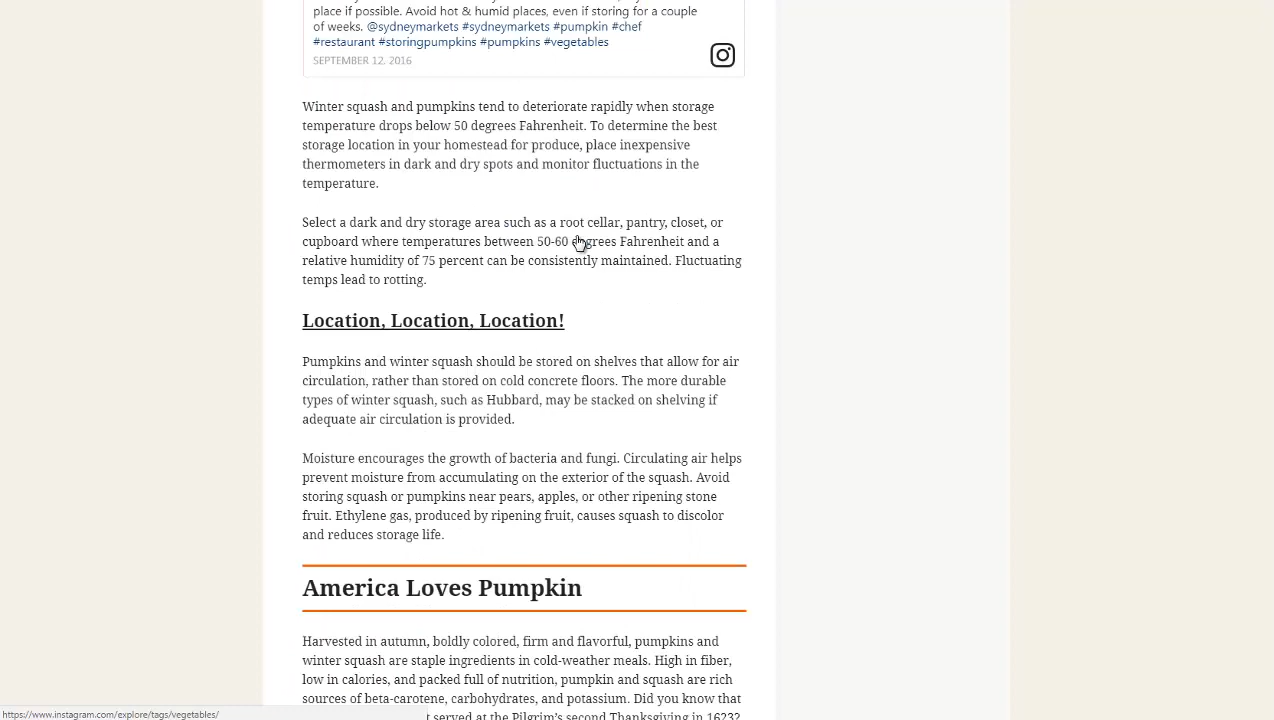 place if possible. Avoid hot & humid places, even if storing for a couple
of weeks. @sydneymarkets #sydneymarkets #pumpkin #chef
#restaurant #storingpumpkins #pumpkins #vegetables
SEPTEMBER 12, 2016
Winter squash and pumpkins tend to deteriorate rapidly when storage
temperature drops below 50 degrees Fahrenheit. To determine the best
storage location in your homestead for produce, place inexpensive
thermometers in dark and dry spots and monitor fluctuations in the
temperature.
Select a dark and dry storage area such as a root cellar, pantry, closet, or
cupboard where temperatures between 50-60 degrees Fahrenheit and a
relative humidity of 75 percent can be consistently maintained. Fluctuating
temps lead to rotting.
Location, Location, Location!
Pumpkins and winter squash should be stored on shelves that allow for air
circulation, rather than stored on cold concrete floors. The more durable
types of winter squash, such as Hubbard, may be stacked on shelving if
adequate air circulation is provided.
Moisture encourages the growth of bacteria and fungi. Circulating air helps
prevent moisture from accumulating on the exterior of the squash. Avoid
storing squash or pumpkins near pears, apples, or other ripening stone
fruit. Ethylene gas, produced by ripening fruit, causes squash to discolor
and reduces storage life.
America Loves Pumpkin
Harvested in autumn, boldly colored, firm and flavorful, pumpkins and
winter squash are staple ingredients in cold-weather meals. High in fiber,
low in calories, and packed full of nutrition, pumpkin and squash are rich
sources of beta-carotene, carbohydrates, and potassium. Did you know that
served at the Pilgrim's second Thanksgiving in 1623?
https://www.instagram.com/explore/tags/vegetables/